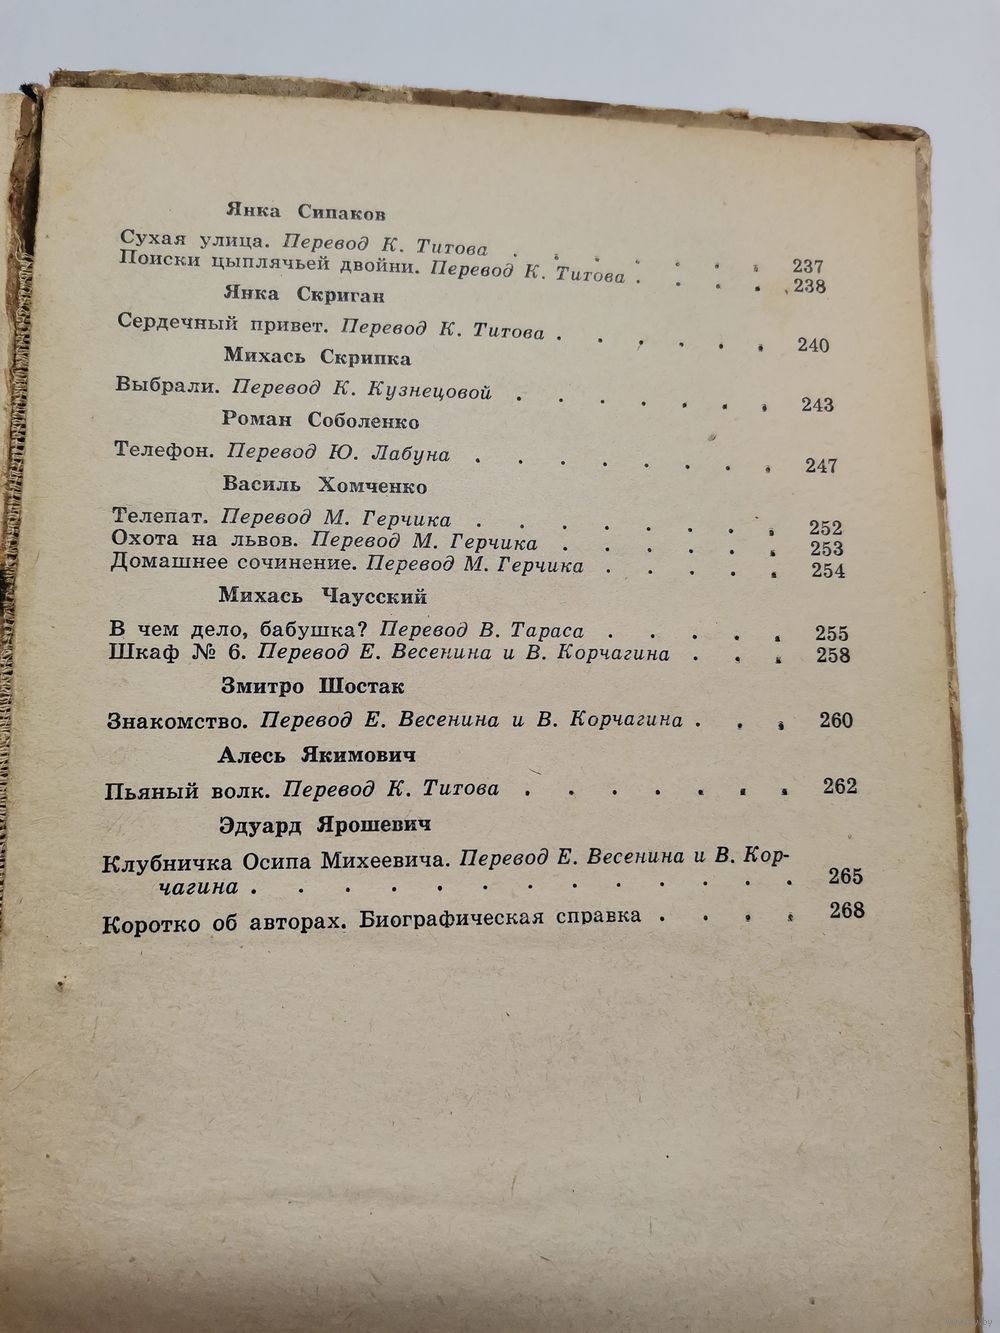 Янка Сипаков
Сухая улица. Перевод К. Титова . . . . . . . 237
Поиски цыплячьей двойни. Перевод К. Титова . . . . 238
Янка Скриган
Сердечный привет. Перевод К. Титова . . . . . . 240
Михась Скрипка
Выбрали. Перевод К. Кузнецовой . . . . . . . 243
Роман Соболенко
Телефон. Перевод Ю. Лабуна . . . . . . . . 247
Василь Хомченко
Телепат. Перевод М. Герчика . . . . . . . . 252
Охота на львов. Перевод М. Герчика . . . . . . 253
Домашнее сочинение. Перевод М. Герчика . . . . . 254
Михась Чаусский
В чем дело, бабушка? Перевод В. Тараса . . . . . 255
Шкаф № 6. Перевод Е. Весенина и В. Корчагина . . . 258
Змитро Шостак
Знакомство. Перевод Е. Весенина и В. Корчагина . . . 260
Алесь Якимович
Пьяный волк. Перевод К. Титова . . . . . . . 262
Эдуард Ярошевич
Клубничка Осипа Михеевича. Перевод Е. Весенина и В. Кор-
чагина . . . . . . . . . . . . . 265
Коротко об авторах. Биографическая справка . . . . 268